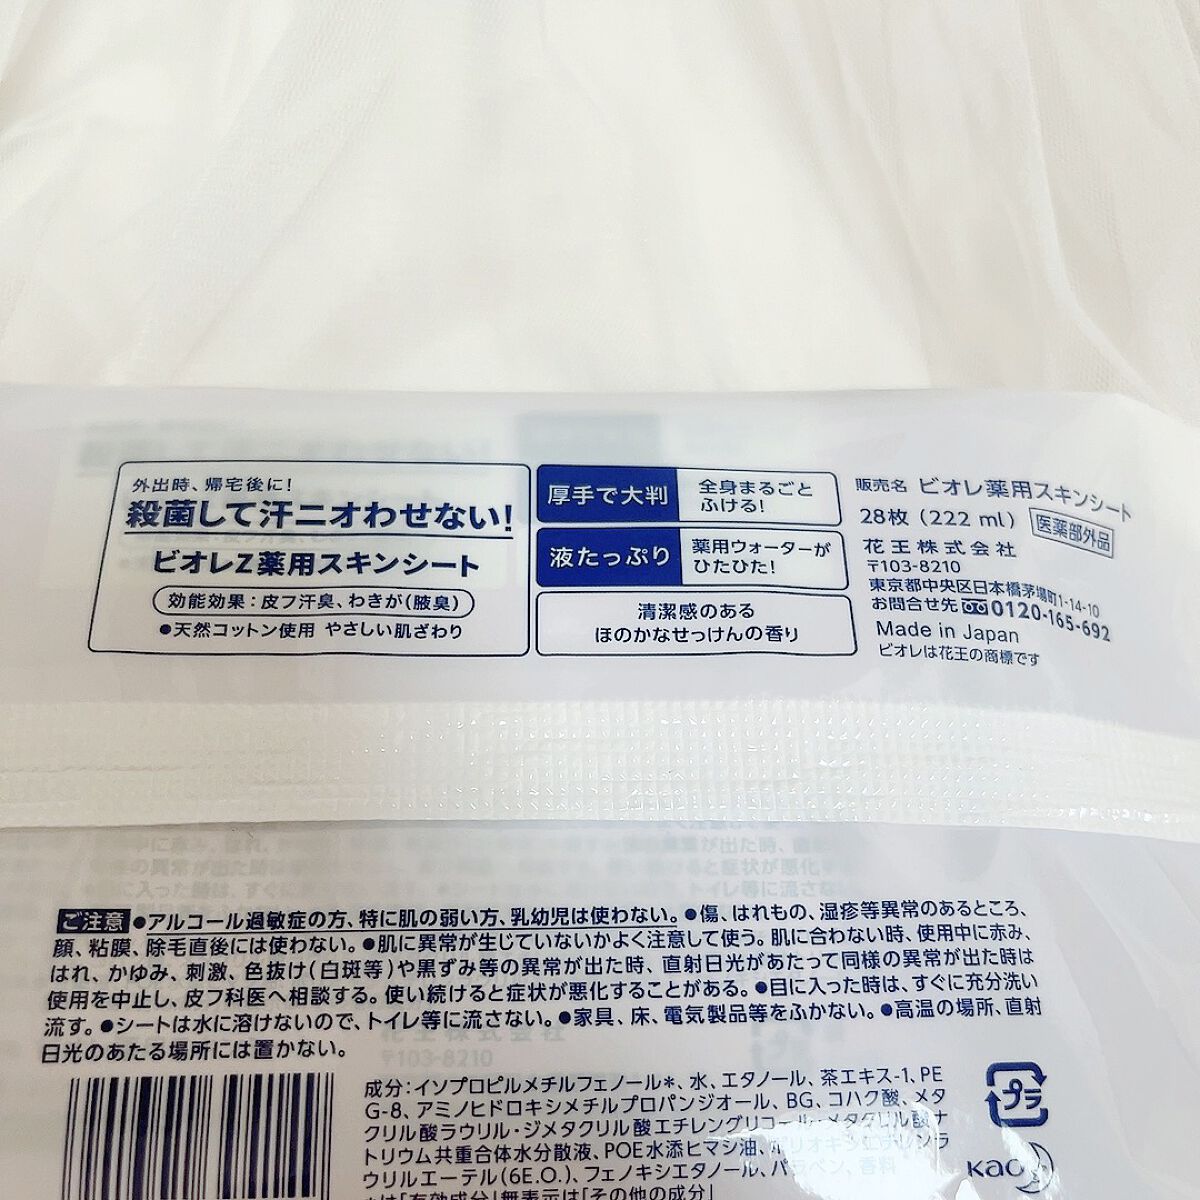 外出時、帰宅後に!
殺菌して汗ニオわせない!
ビオレZ薬用スキンシート
効能効果:皮フ汗臭、わきが(腋臭)
●天然コットン使用 やさしい肌ざわり
厚手で大判
全身まるごと
ふける!
液たっぷり
薬用ウォーターが
ひたひた!
清潔感のある
ほのかなせっけんの香り
販売名 ビオレ薬用スキンシート
28枚(222 ml) 医薬部外品
花王株式会社
〒103-8210
東京都中央区日本橋茅場町1-14-10
お問合せ先 0120-165-692
Made in Japan
ビオレは花王の商標です
ご注意 ●アルコール過敏症の方、特に肌の弱い方、乳幼児は使わない。●傷、はれもの、湿疹等異常のあるところ、
顔、粘膜、除毛直後には使わない。●肌に異常が生じていないかよく注意して使う。肌に合わない時、使用中に赤み、
はれ、かゆみ、刺激、色抜け(白斑等)や黒ずみ等の異常が出た時、直射日光があたって同様の異常が出た時は
使用を中止し、皮フ科医へ相談する。使い続けると症状が悪化することがある。●目に入った時は、すぐに充分洗い
流す。●シートは水に溶けないので、トイレ等に流さない。●家具、床、電気製品等をふかない。●高温の場所、直射
日光のあたる場所には置かない。
成分:イソプロピルメチルフェノール*、水、エタノール、茶エキス-1、PE
G-8、アミノヒドロキシメチルプロパンジオール、BG、コハク酸、メタ
クリル酸ラウリル・ジメタクリル酸エチレングリコール・メタクリル酸ナ
トリウム共重合体水分散液、POE水添ヒマシ油、ポリオキシエチレンラ
ウリルエーテル(6E.O.)、フェノキシエタノール、パラベン、香料
*は「有効成分」無表示は「その他の成分」
プラ
Kao